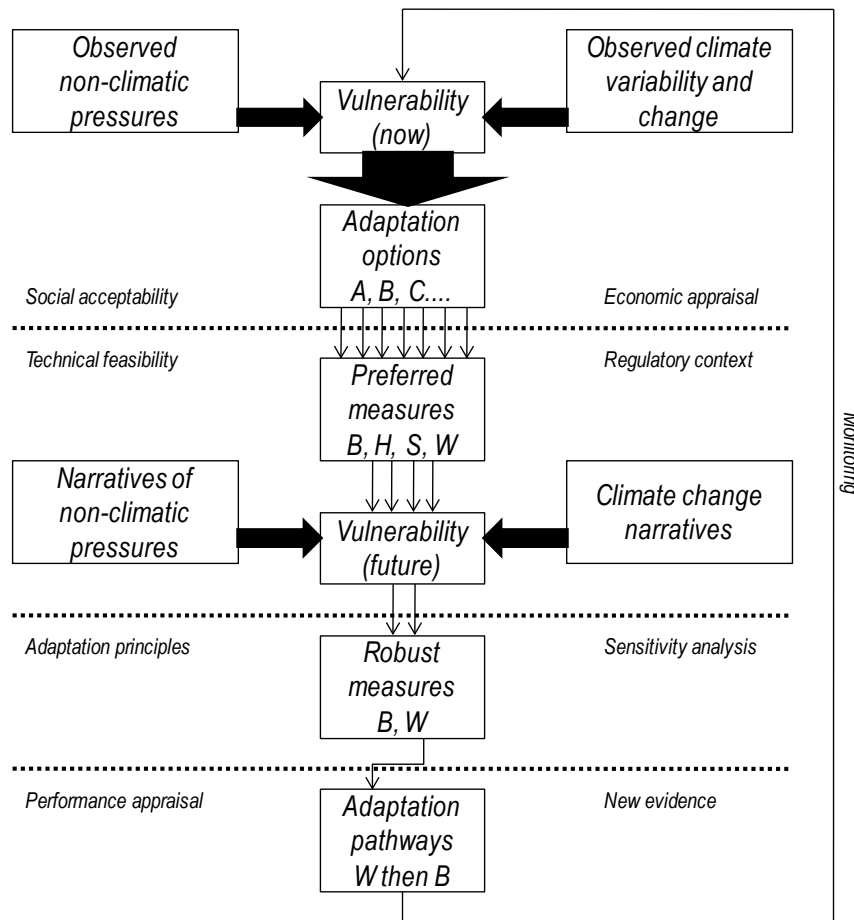 Observed
non-climatic
pressures
Vulnerability
(now)
Observed climate
variability and
change
Adaptation
options
A, B, C....
Social acceptability
Economic appraisal
Technical feasibility
Regulatory context
Preferred
measures
B, H, S, W
Monitoring
Narratives of
non-climatic
pressures
Vulnerability
(future)
Climate change
narratives
Adaptation principles
Sensitivity analysis
Robust
measures
B, W
Performance appraisal
New evidence
Adaptation
pathways
W then B